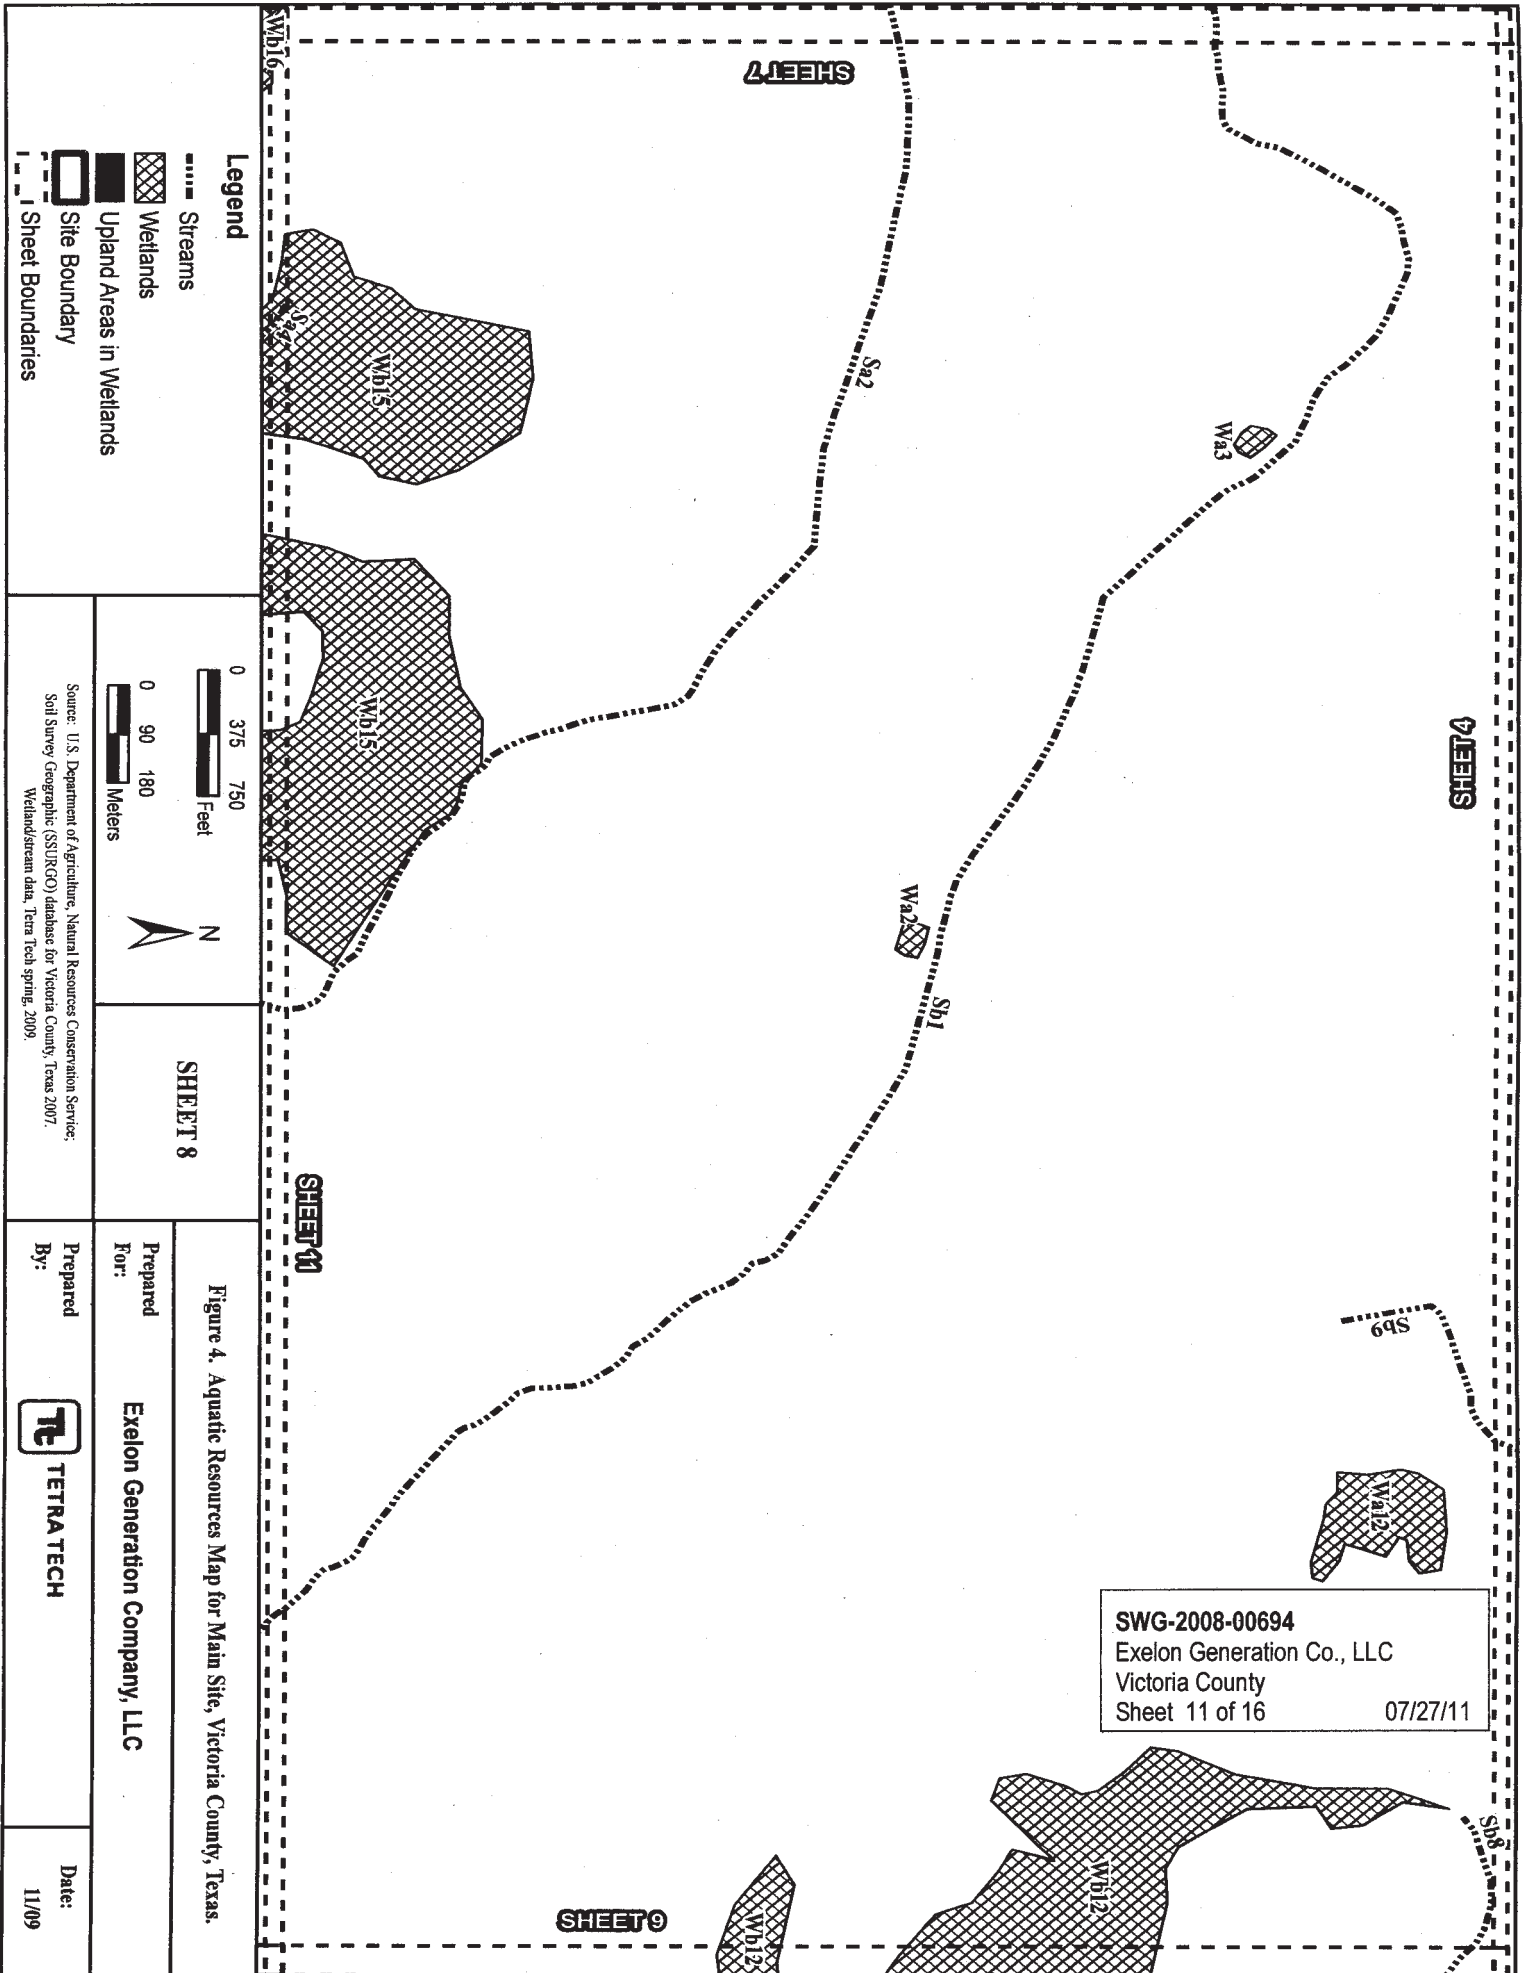 SHEET 4
SHEET 7
Wb16
Sa2
Wa3
Wa2
Sb1
Sb9
Wa12
Sb8
Wb12
Wb12
SHEET 9
Sa4
Wb15
Wb15
SHEET 11
SWG-2008-00694
Exelon Generation Co., LLC
Victoria County
Sheet 11 of 16 07/27/11
Legend
Streams
Wetlands
Upland Areas in Wetlands
Site Boundary
Sheet Boundaries
0 375 750
Feet
0 90 180
Meters
N
Source: U.S. Department of Agriculture, Natural Resources Conservation Service;
Soil Survey Geographic (SSURGO) database for Victoria County, Texas 2007.
Wetland/stream data, Tetra Tech spring, 2009.
SHEET 8
Figure 4. Aquatic Resources Map for Main Site, Victoria County, Texas.
Prepared
For:
Exelon Generation Company, LLC
Prepared
By:
Tt
TETRA TECH
Date:
11/09